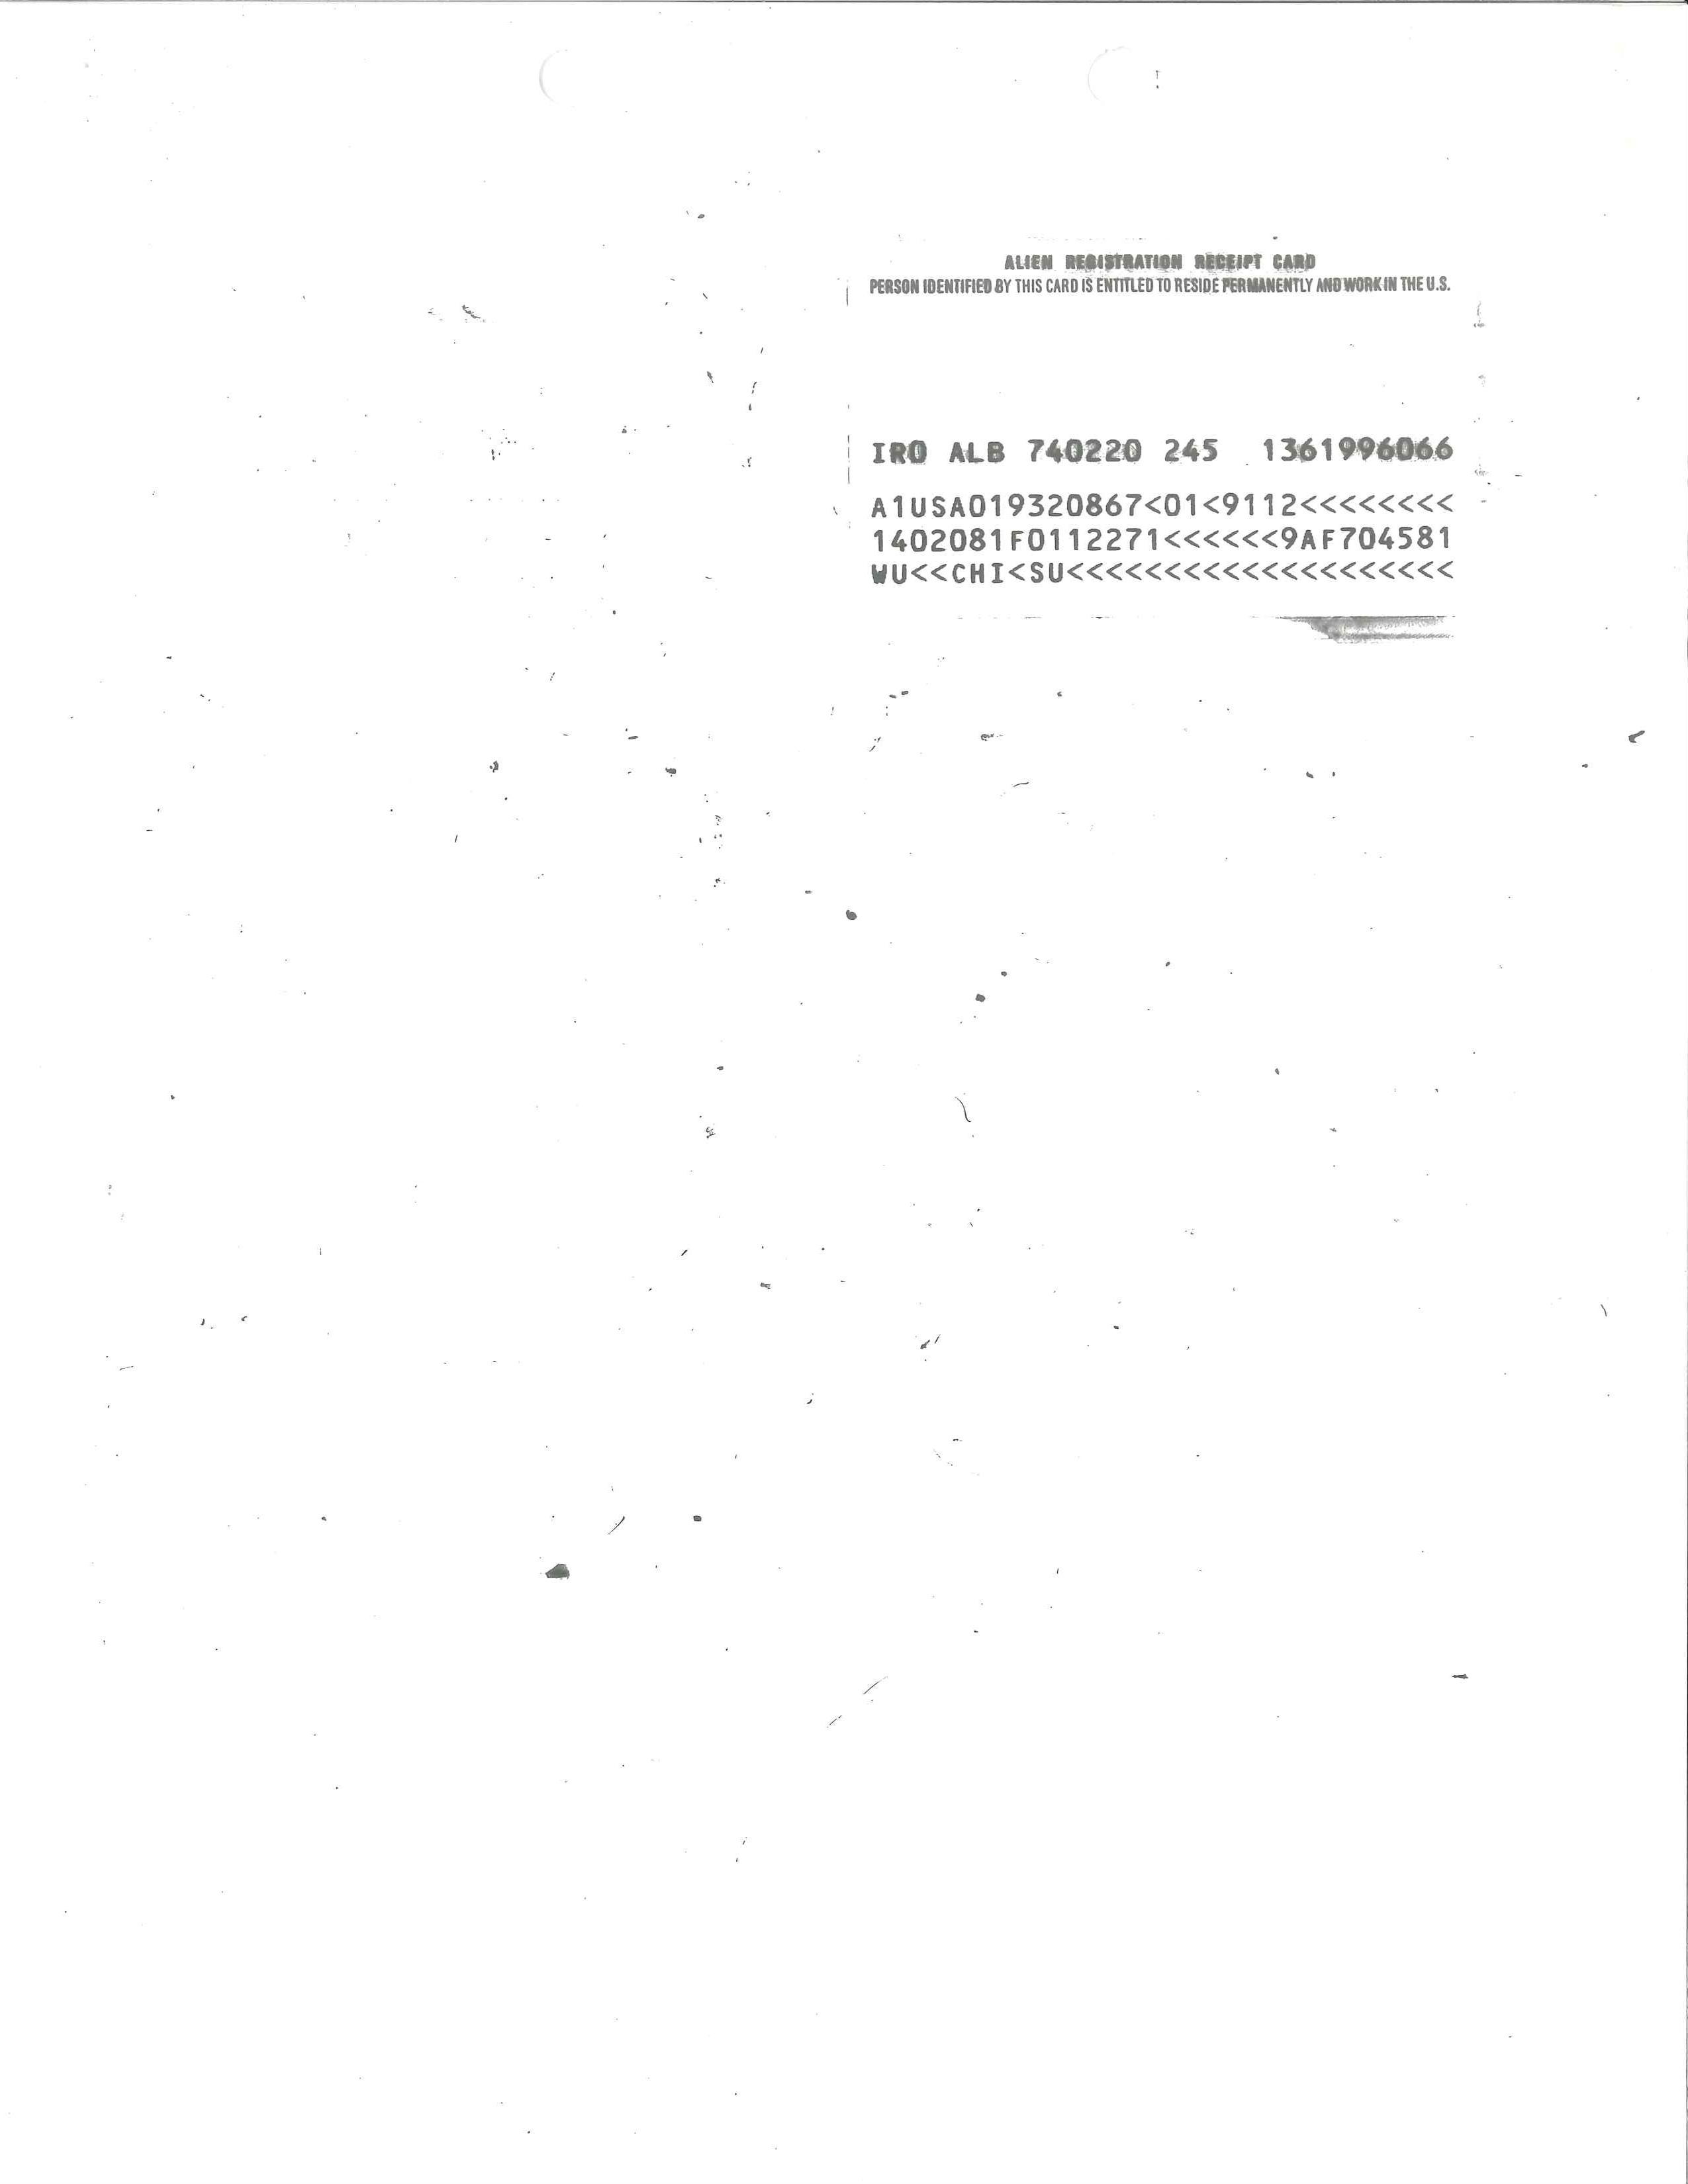 ALIEN REGISTRATION RECEIPT CARD
PERSON IDENTIFIED BY THIS CARD IS ENTITLED TO RESIDE PERMANENTLY AND WORK IN THE U.S.
IRO ALB 740220 245 1361996066
A1USA019320867<01<9112<<<<<<<<
1402081F0112271<<<<<<9AF704581
WU<<CHI<SU<<<<<<<<<<<<<<<<<<<<